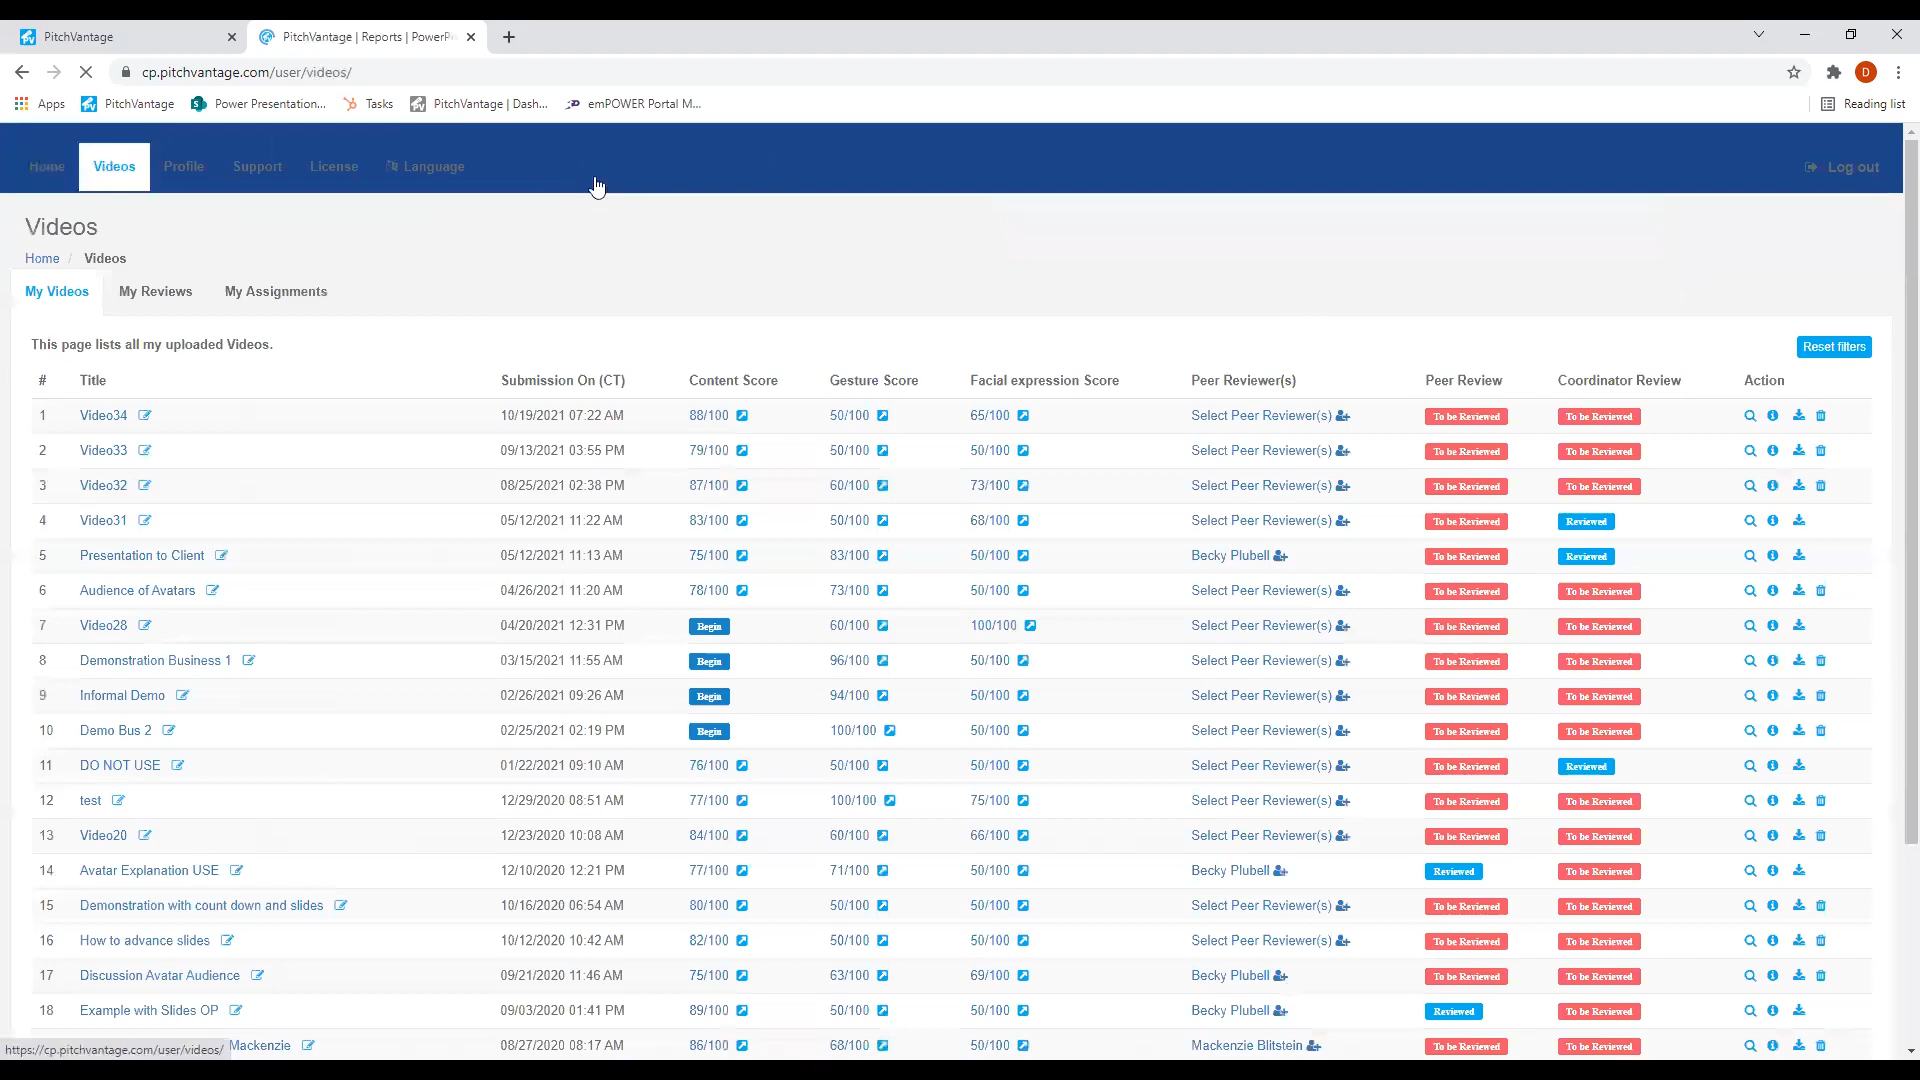 PitchVantage
PitchVantage | Reports | PowerPr
cp.pitchvantage.com/user/videos/
D
Apps PitchVantage Power Presentation... Tasks PitchVantage | Dash... emPOWER Portal M... Reading list
Home Videos Profile Support License Language Log out
Videos
Home / Videos
My Videos My Reviews My Assignments
This page lists all my uploaded Videos. Reset filters
# Title Submission On (CT) Content Score Gesture Score Facial expression Score Peer Reviewer(s) Peer Review Coordinator Review Action
1 Video34 10/19/2021 07:22 AM 88/100 50/100 65/100 Select Peer Reviewer(s) To be Reviewed To be Reviewed
2 Video33 09/13/2021 03:55 PM 79/100 50/100 50/100 Select Peer Reviewer(s) To be Reviewed To be Reviewed
3 Video32 08/25/2021 02:38 PM 87/100 60/100 73/100 Select Peer Reviewer(s) To be Reviewed To be Reviewed
4 Video31 05/12/2021 11:22 AM 83/100 50/100 68/100 Select Peer Reviewer(s) To be Reviewed Reviewed
5 Presentation to Client 05/12/2021 11:13 AM 75/100 83/100 50/100 Becky Plubell To be Reviewed Reviewed
6 Audience of Avatars 04/26/2021 11:20 AM 78/100 73/100 50/100 Select Peer Reviewer(s) To be Reviewed To be Reviewed
7 Video28 04/20/2021 12:31 PM Begin 60/100 100/100 Select Peer Reviewer(s) To be Reviewed To be Reviewed
8 Demonstration Business 1 03/15/2021 11:55 AM Begin 96/100 50/100 Select Peer Reviewer(s) To be Reviewed To be Reviewed
9 Informal Demo 02/26/2021 09:26 AM Begin 94/100 50/100 Select Peer Reviewer(s) To be Reviewed To be Reviewed
10 Demo Bus 2 02/25/2021 02:19 PM Begin 100/100 50/100 Select Peer Reviewer(s) To be Reviewed To be Reviewed
11 DO NOT USE 01/22/2021 09:10 AM 76/100 50/100 50/100 Select Peer Reviewer(s) To be Reviewed Reviewed
12 test 12/29/2020 08:51 AM 77/100 100/100 75/100 Select Peer Reviewer(s) To be Reviewed To be Reviewed
13 Video20 12/23/2020 10:08 AM 84/100 60/100 66/100 Select Peer Reviewer(s) To be Reviewed To be Reviewed
14 Avatar Explanation USE 12/10/2020 12:21 PM 77/100 71/100 50/100 Becky Plubell Reviewed To be Reviewed
15 Demonstration with count down and slides 10/16/2020 06:54 AM 80/100 50/100 50/100 Select Peer Reviewer(s) To be Reviewed To be Reviewed
16 How to advance slides 10/12/2020 10:42 AM 82/100 50/100 50/100 Select Peer Reviewer(s) To be Reviewed To be Reviewed
17 Discussion Avatar Audience 09/21/2020 11:46 AM 75/100 63/100 69/100 Becky Plubell To be Reviewed To be Reviewed
18 Example with Slides OP 09/03/2020 01:41 PM 89/100 50/100 50/100 Becky Plubell Reviewed To be Reviewed
https://cp.pitchvantage.com/user/videos/ Mackenzie 08/27/2020 08:17 AM 86/100 68/100 50/100 Mackenzie Blitstein To be Reviewed To be Reviewed